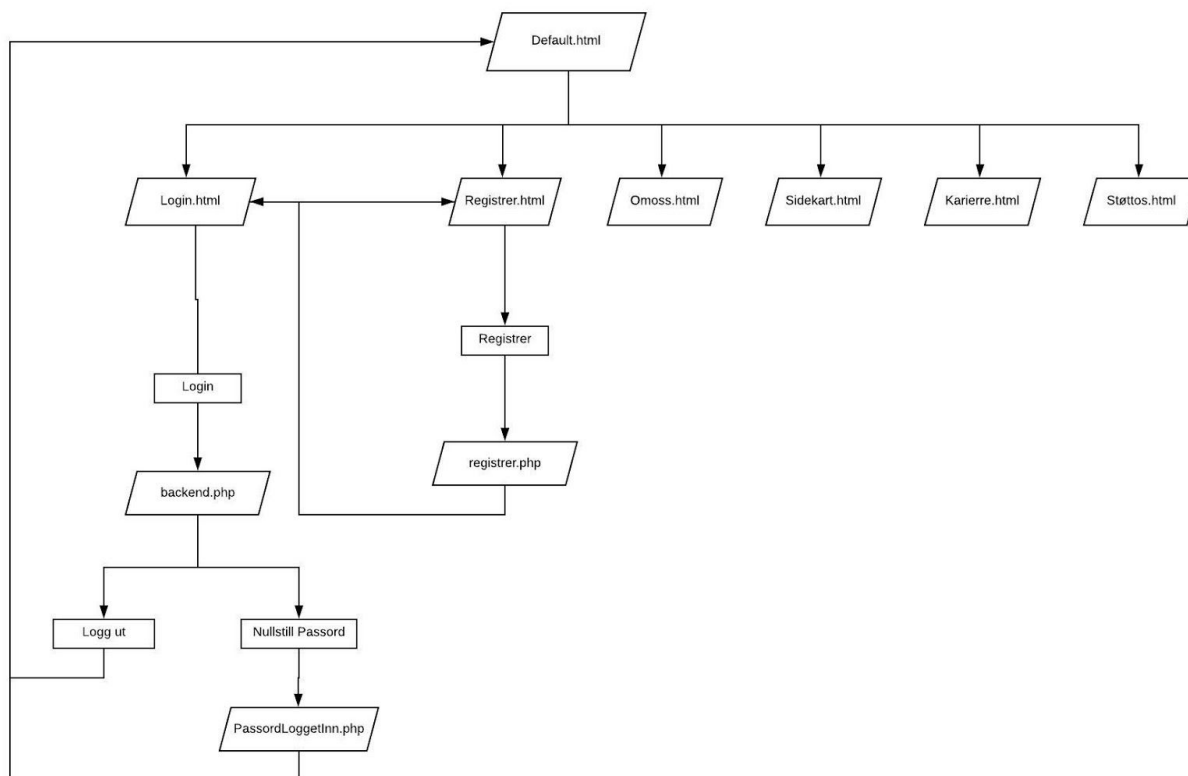 Default.html
Login.html
Registrer.html
Omoss.html
Sidekart.html
Karierre.html
Støttos.html
Registrer
Login
registrer.php
backend.php
Logg ut
Nullstill Passord
PassordLoggetInn.php